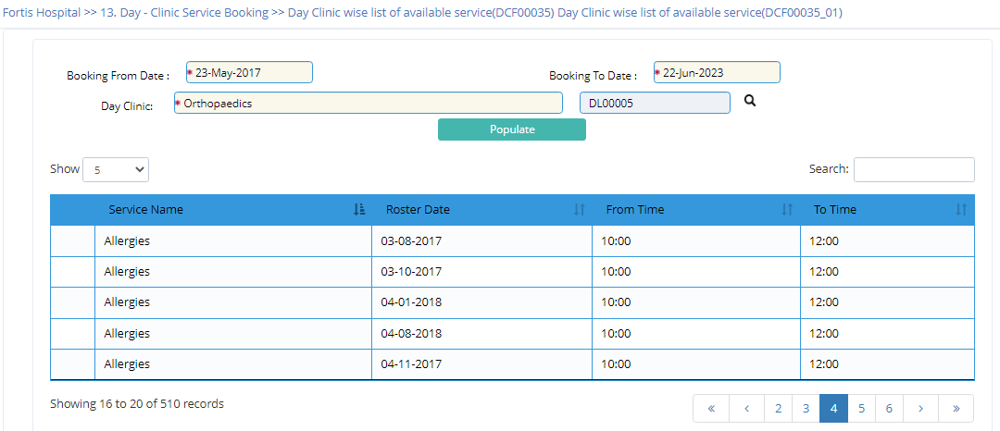 Fortis Hospital >> 13. Day - Clinic Service Booking >> Day Clinic wise list of available service(DCF00035) Day Clinic wise list of available service(DCF00035_01)
Booking From Date : * 23-May-2017 Booking To Date : * 22-Jun-2023
Day Clinic: * Orthopaedics DL00005
Populate
Show 5 Search:
Service Name Roster Date From Time To Time
Allergies 03-08-2017 10:00 12:00
Allergies 03-10-2017 10:00 12:00
Allergies 04-01-2018 10:00 12:00
Allergies 04-08-2018 10:00 12:00
Allergies 04-11-2017 10:00 12:00
Showing 16 to 20 of 510 records « ‹ 2 3 4 5 6 › »